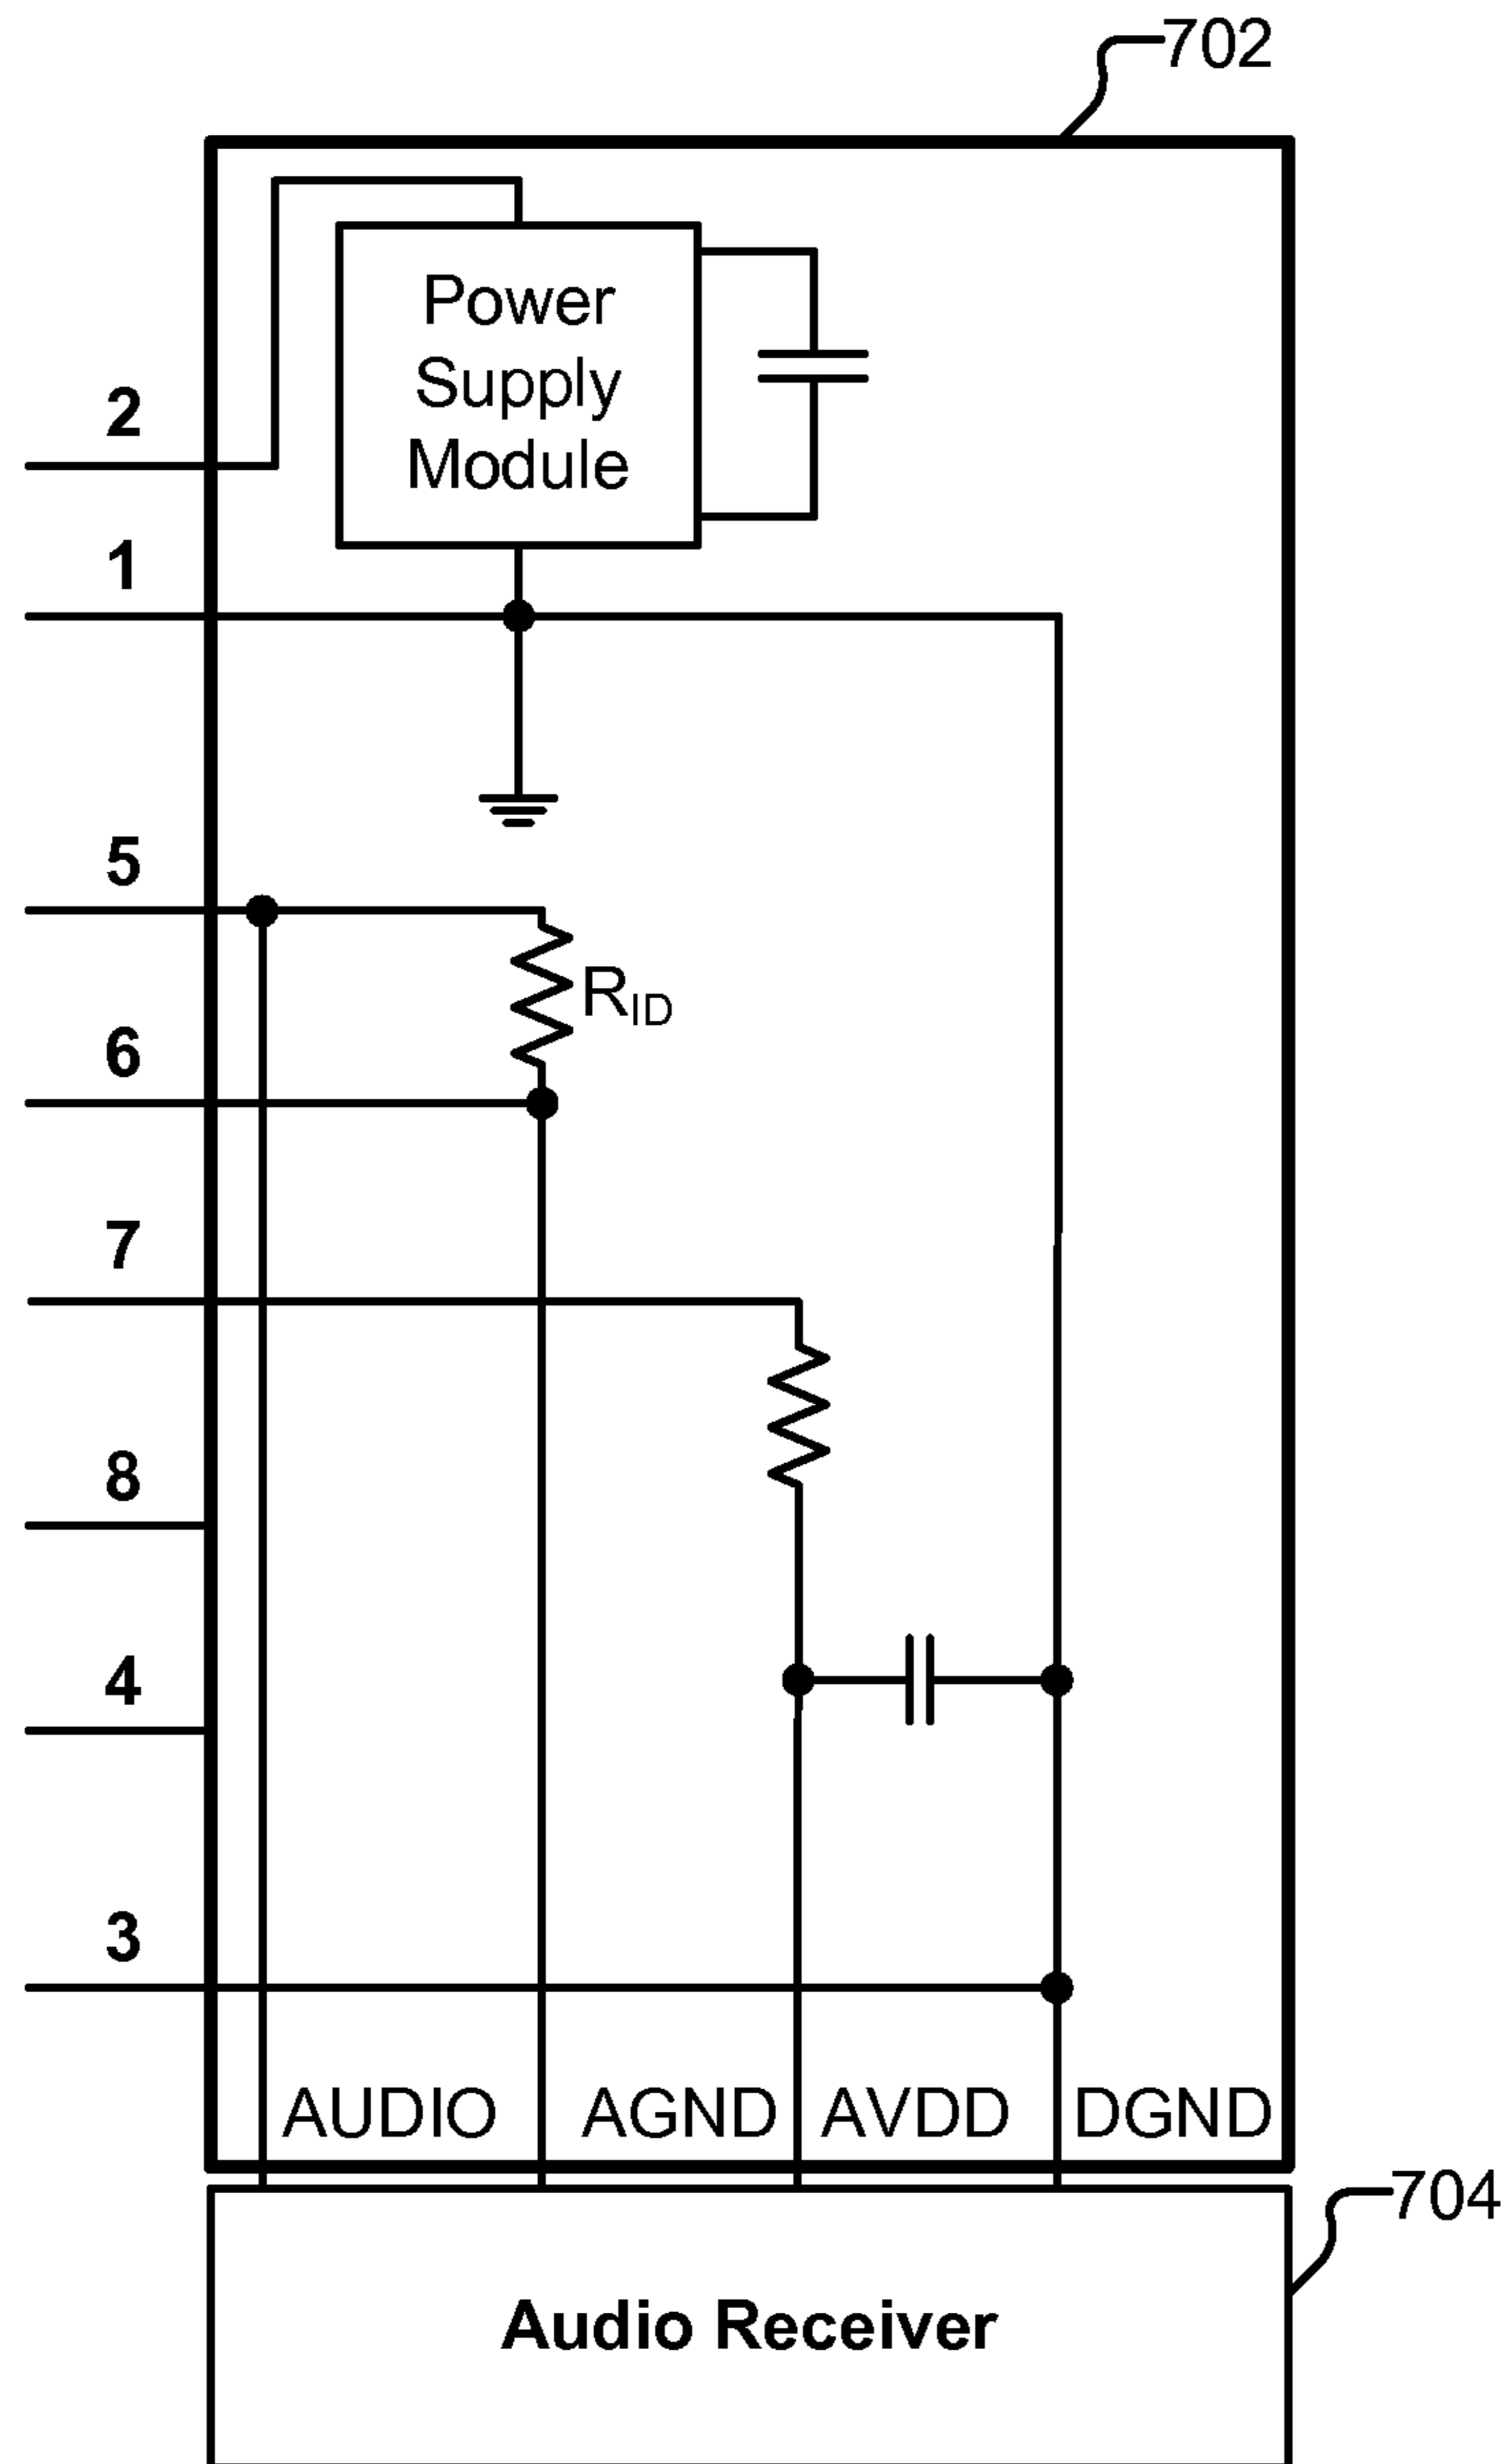 702
Power
Supply
Module
2
1
5
R_ID
6
7
8
4
3
AUDIO AGND AVDD DGND
704
Audio Receiver